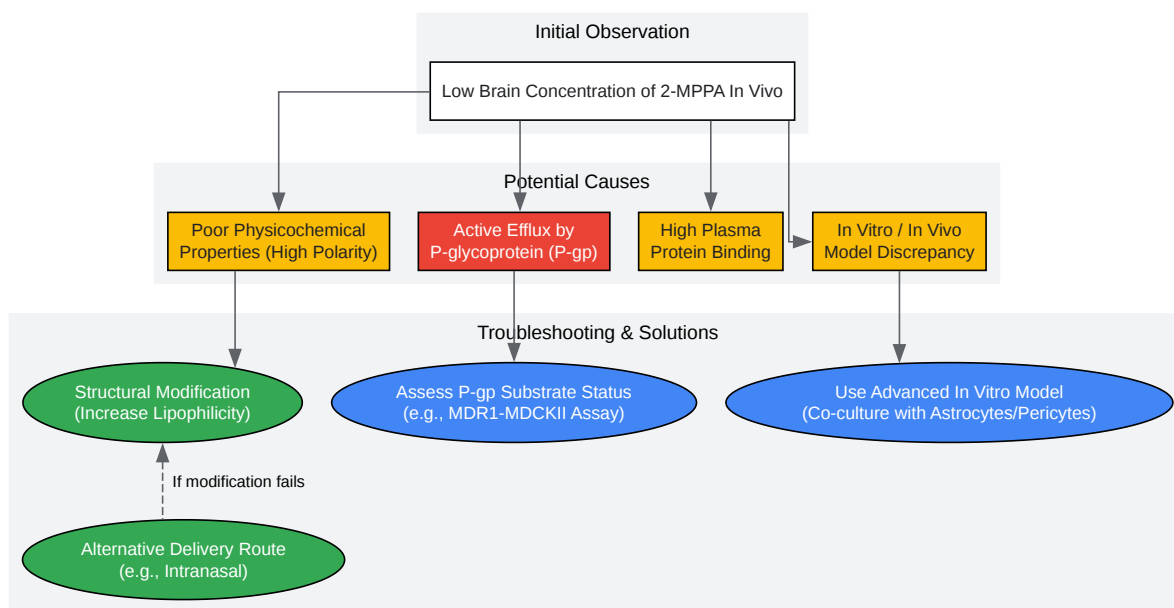 Initial Observation
Low Brain Concentration of 2-MPPA In Vivo
Potential Causes
Poor Physicochemical
Properties (High Polarity)
Active Efflux by
P-glycoprotein (P-gp)
High Plasma
Protein Binding
In Vitro / In Vivo
Model Discrepancy
Troubleshooting & Solutions
Structural Modification
(Increase Lipophilicity)
Assess P-gp Substrate Status
(e.g., MDR1-MDCKII Assay)
Use Advanced In Vitro Model
(Co-culture with Astrocytes/Pericytes)
If modification fails
Alternative Delivery Route
(e.g., Intranasal)